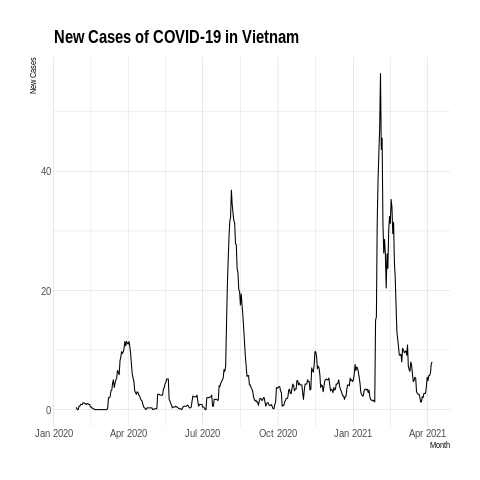 New Cases of COVID-19 in Vietnam
New Cases
40
20
0
Jan 2020 Apr 2020 Jul 2020 Oct 2020 Jan 2021 Apr 2021
Month